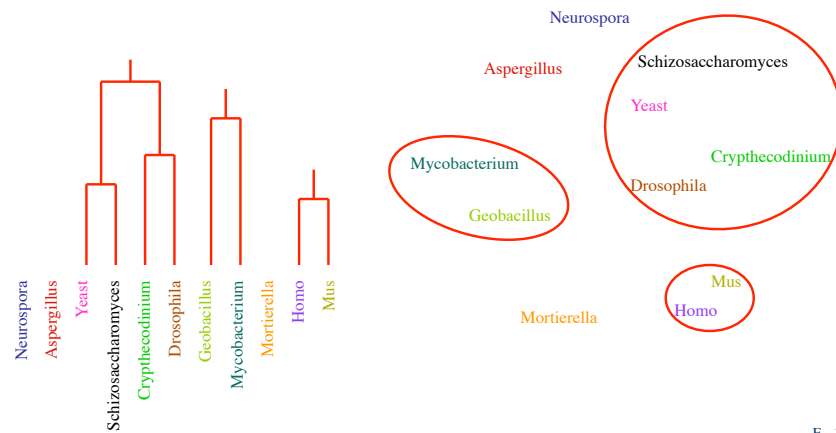 Neurospora
Aspergillus
Yeast
Schizosaccharomyces
Crypthecodinium
Drosophila
Geobacillus
Mycobacterium
Mortierella
Homo
Mus
Neurospora
Schizosaccharomyces
Aspergillus
Yeast
Crypthecodinium
Mycobacterium
Drosophila
Geobacillus
Mus
Homo
Mortierella